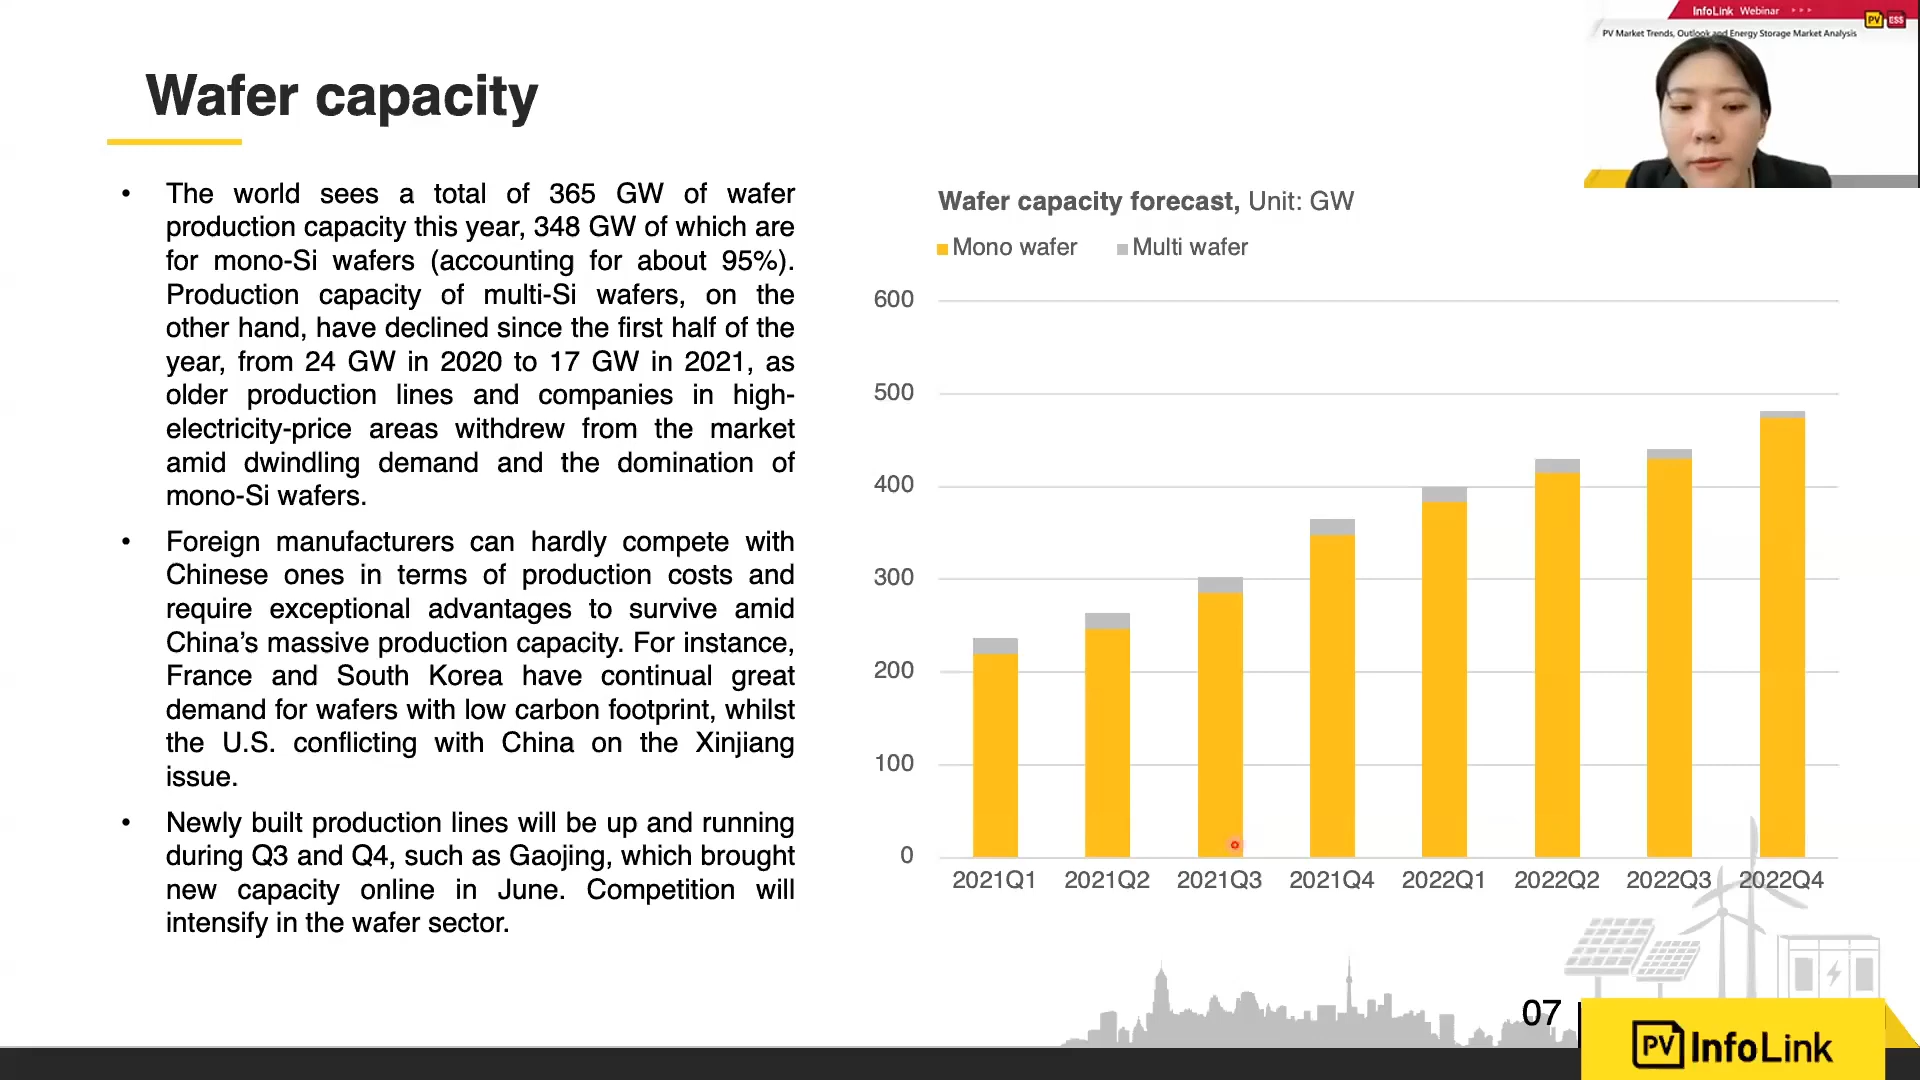 InfoLink Webinar
PV ESS
PV Market Trends, Outlook and Energy Storage Market Analysis
Wafer capacity
• The world sees a total of 365 GW of wafer
production capacity this year, 348 GW of which are
for mono-Si wafers (accounting for about 95%).
Production capacity of multi-Si wafers, on the
other hand, have declined since the first half of the
year, from 24 GW in 2020 to 17 GW in 2021, as
older production lines and companies in high-
electricity-price areas withdrew from the market
amid dwindling demand and the domination of
mono-Si wafers.
• Foreign manufacturers can hardly compete with
Chinese ones in terms of production costs and
require exceptional advantages to survive amid
China’s massive production capacity. For instance,
France and South Korea have continual great
demand for wafers with low carbon footprint, whilst
the U.S. conflicting with China on the Xinjiang
issue.
• Newly built production lines will be up and running
during Q3 and Q4, such as Gaojing, which brought
new capacity online in June. Competition will
intensify in the wafer sector.
Wafer capacity forecast, Unit: GW
Mono wafer Multi wafer
600
500
400
300
200
100
0
2021Q1 2021Q2 2021Q3 2021Q4 2022Q1 2022Q2 2022Q3 2022Q4
07
PV InfoLink